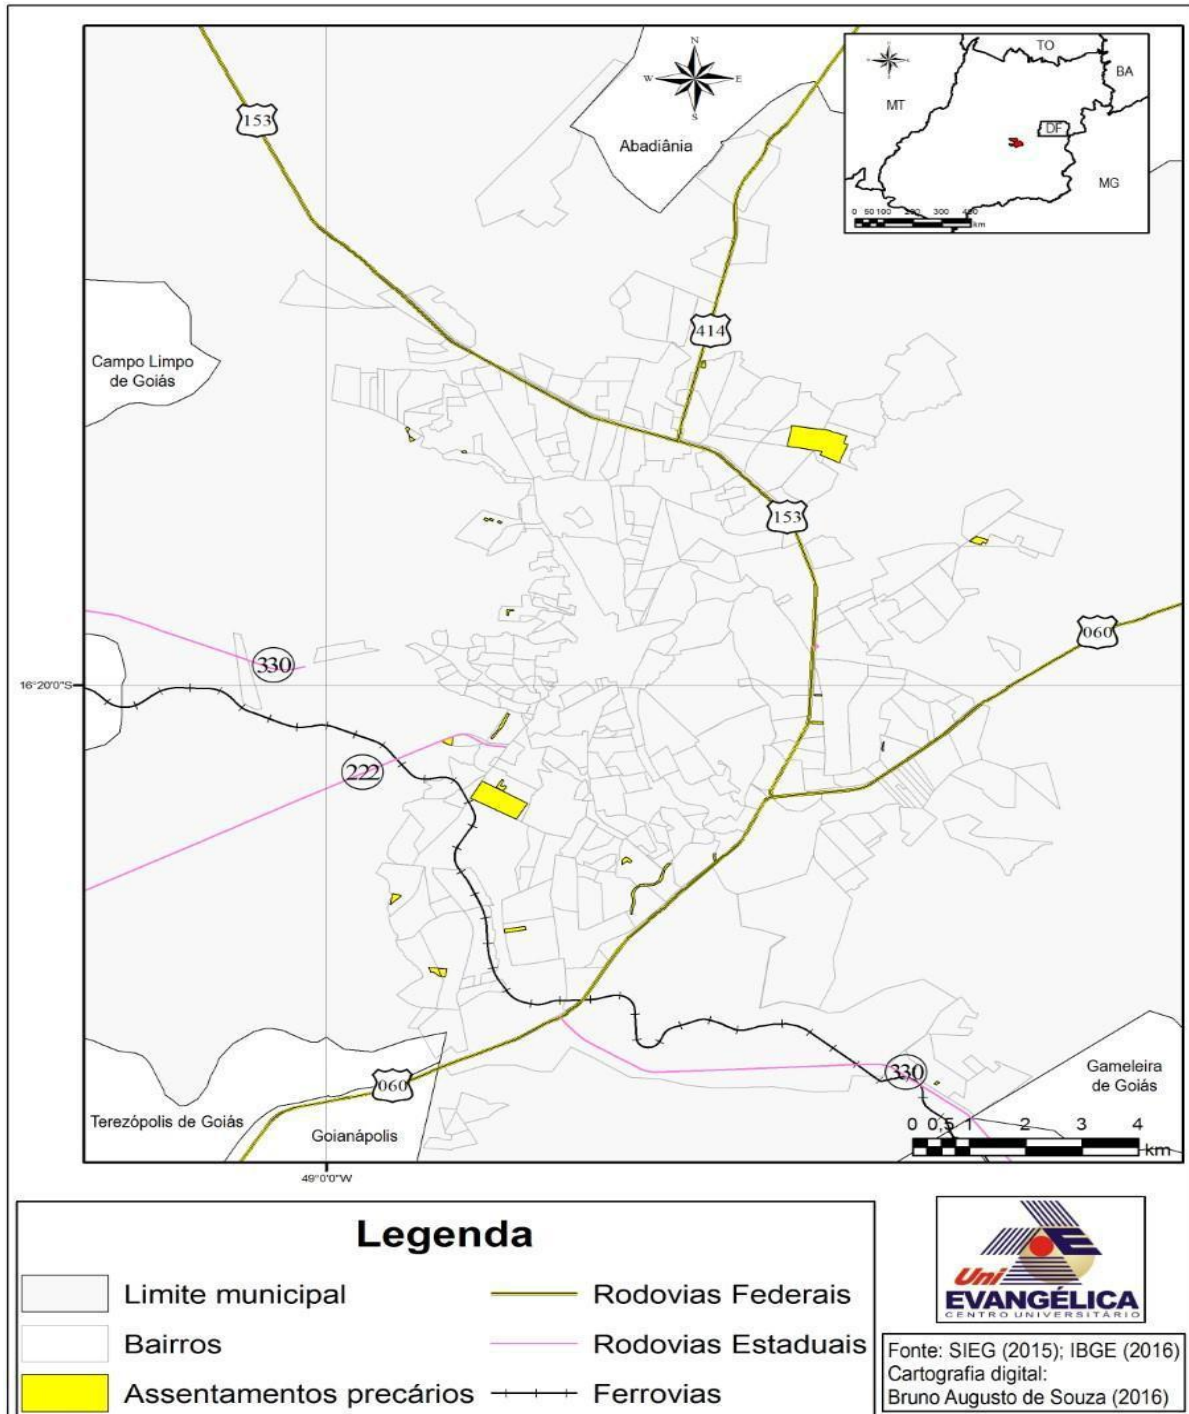 N
W
E
S
TO
BA
MT
DF
MG
0 50 100 200 300 400
km
153
Abadiânia
414
Campo Limpo
de Goiás
153
060
330
16°20'0"S
222
330
Gameleira
de Goiás
060
Terezópolis de Goiás
Goianápolis
0 0,5 1 2 3 4
km
49°0'0"W
Legenda
Limite municipal
Rodovias Federais
Bairros
Rodovias Estaduais
Assentamentos precários
Ferrovias
Uni
EVANGÉLICA
CENTRO UNIVERSITÁRIO
Fonte: SIEG (2015); IBGE (2016)
Cartografia digital:
Bruno Augusto de Souza (2016)